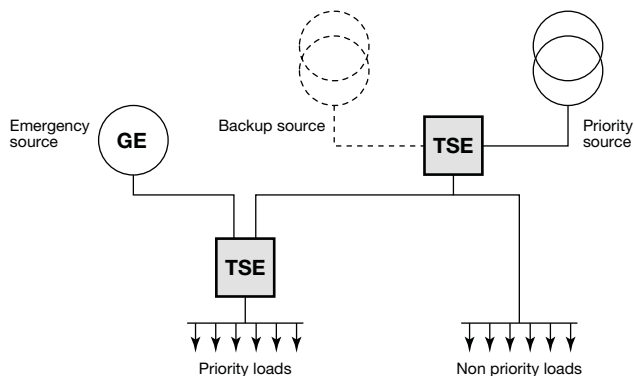 Emergency
source
GE
Backup source
TSE
Priority
source
TSE
Priority loads
Non priority loads